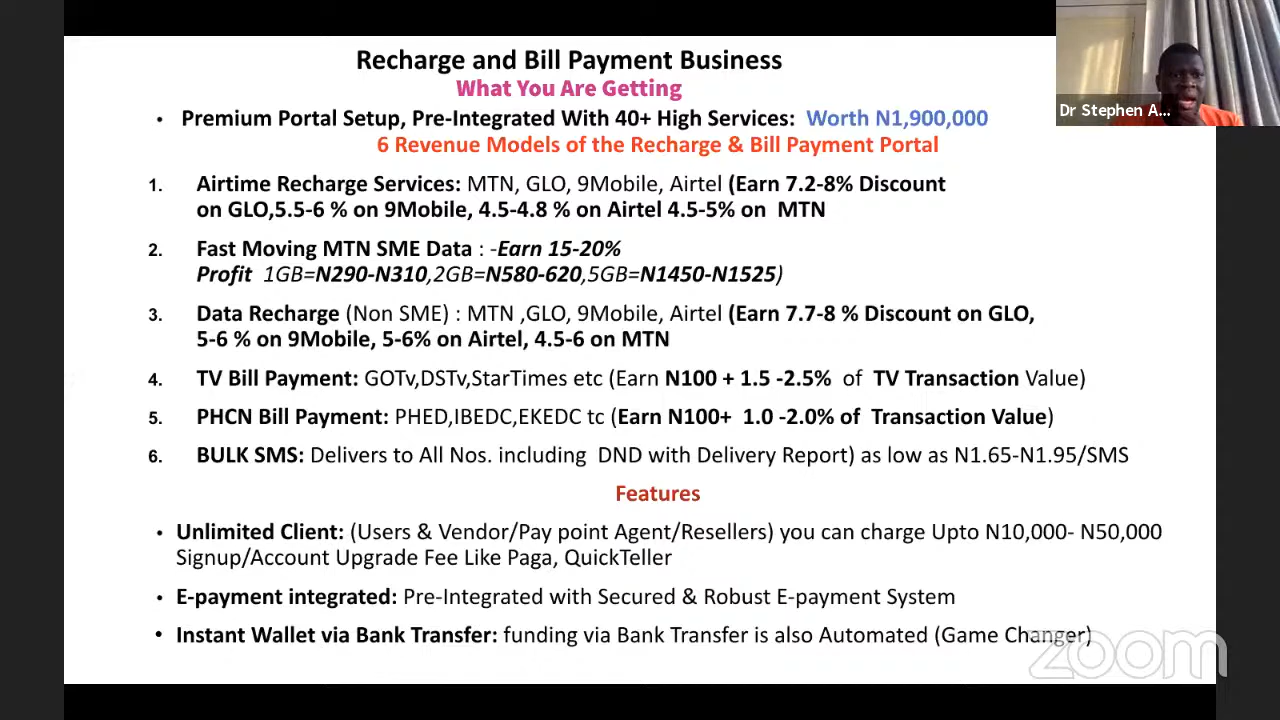 Recharge and Bill Payment Business
What You Are Getting
• Premium Portal Setup, Pre-Integrated With 40+ High Services: Worth N1,900,000
6 Revenue Models of the Recharge & Bill Payment Portal
1. Airtime Recharge Services: MTN, GLO, 9Mobile, Airtel (Earn 7.2-8% Discount
on GLO,5.5-6 % on 9Mobile, 4.5-4.8 % on Airtel 4.5-5% on MTN
2. Fast Moving MTN SME Data : -Earn 15-20%
Profit 1GB=N290-N310,2GB=N580-620,5GB=N1450-N1525)
3. Data Recharge (Non SME) : MTN ,GLO, 9Mobile, Airtel (Earn 7.7-8 % Discount on GLO,
5-6 % on 9Mobile, 5-6% on Airtel, 4.5-6 on MTN
4. TV Bill Payment: GOTv,DSTv,StarTimes etc (Earn N100 + 1.5 -2.5% of TV Transaction Value)
5. PHCN Bill Payment: PHED,IBEDC,EKEDC tc (Earn N100+ 1.0 -2.0% of Transaction Value)
6. BULK SMS: Delivers to All Nos. including DND with Delivery Report) as low as N1.65-N1.95/SMS
Features
• Unlimited Client: (Users & Vendor/Pay point Agent/Resellers) you can charge Upto N10,000- N50,000
Signup/Account Upgrade Fee Like Paga, QuickTeller
• E-payment integrated: Pre-Integrated with Secured & Robust E-payment System
• Instant Wallet via Bank Transfer: funding via Bank Transfer is also Automated (Game Changer)
Dr Stephen A...
zoom